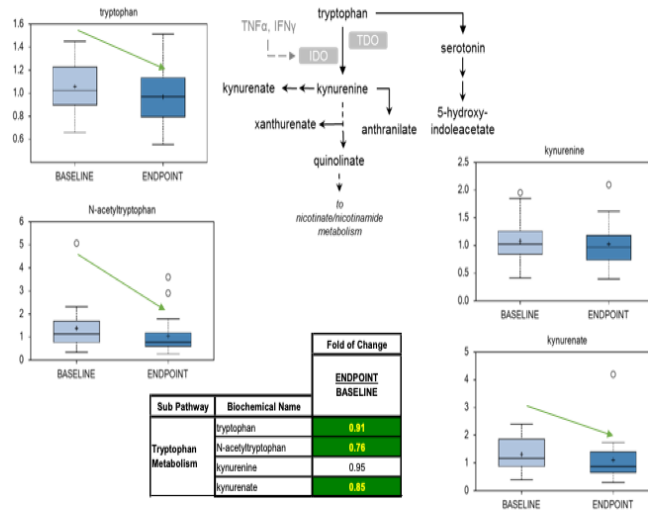 tryptophan
1.6
1.4
1.2
1.0
0.8
0.6
BASELINE
ENDPOINT
tryptophan
TNFα, IFNγ
IDO
TDO
serotonin
kynurenate
kynurenine
xanthurenate
anthranilate
5-hydroxy-
indoleacetate
quinolinate
to
nicotinate/nicotinamide
metabolism
N-acetyltryptophan
6
5
4
3
2
1
0
BASELINE
ENDPOINT
kynurenine
2.5
2.0
1.5
1.0
0.5
0.0
BASELINE
ENDPOINT
Fold of Change
ENDPOINT
BASELINE
Sub Pathway
Biochemical Name
Tryptophan
Metabolism
tryptophan
0.91
N-acetyltryptophan
0.76
kynurenine
0.95
kynurenate
0.85
kynurenate
5
4
3
2
1
0
BASELINE
ENDPOINT